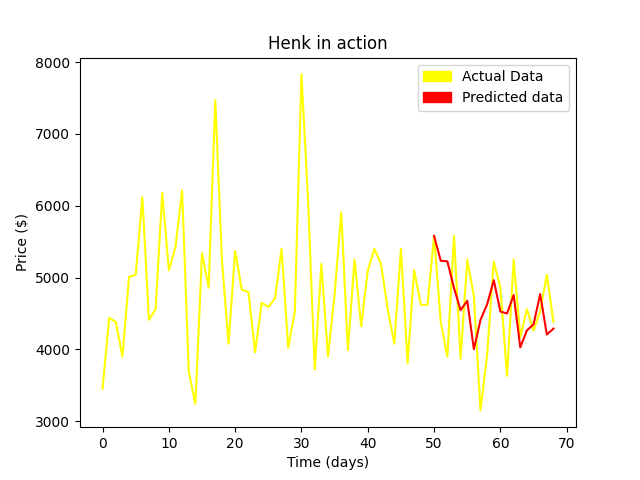 Henk in action
Actual Data
Predicted data
8000
7000
6000
5000
4000
3000
Price ($)
0 10 20 30 40 50 60 70
Time (days)